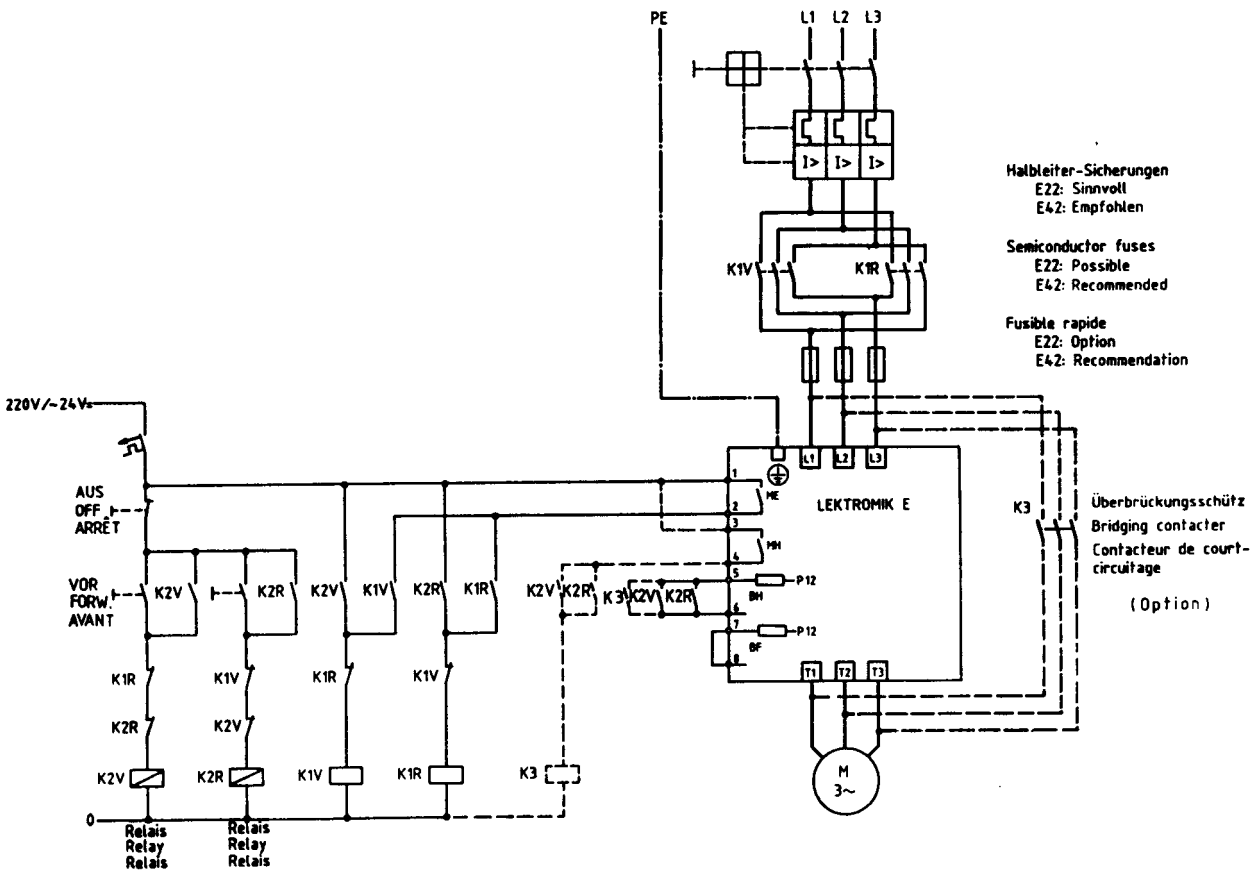 PE L1 L2 L3
I> I> I>
Halbleiter-Sicherungen
E22: Sinnvoll
E42: Empfohlen
Semiconductor fuses
E22: Possible
E42: Recommended
Fusible rapide
E22: Option
E42: Recommendation
K1V K1R
220V/~24V=
L1 L2 L3
1
2
3
4
5
6
7
8
ME
MH
P12
BH
P12
BF
LEKTROMIK E
T1 T2 T3
K3
Überbrückungsschütz
Bridging contacter
Contacteur de court-
circuitage
(Option)
AUS
OFF
ARRÊT
VOR
FORW.
AVANT
K2V K2R K2V K1V K2R K1R K2V K2R K3 K2V K2R
K1R K1V K1R K1V
K2R K2V
K2V K2R K1V K1R K3
M
3~
0
Relais
Relay
Relais
Relais
Relay
Relais